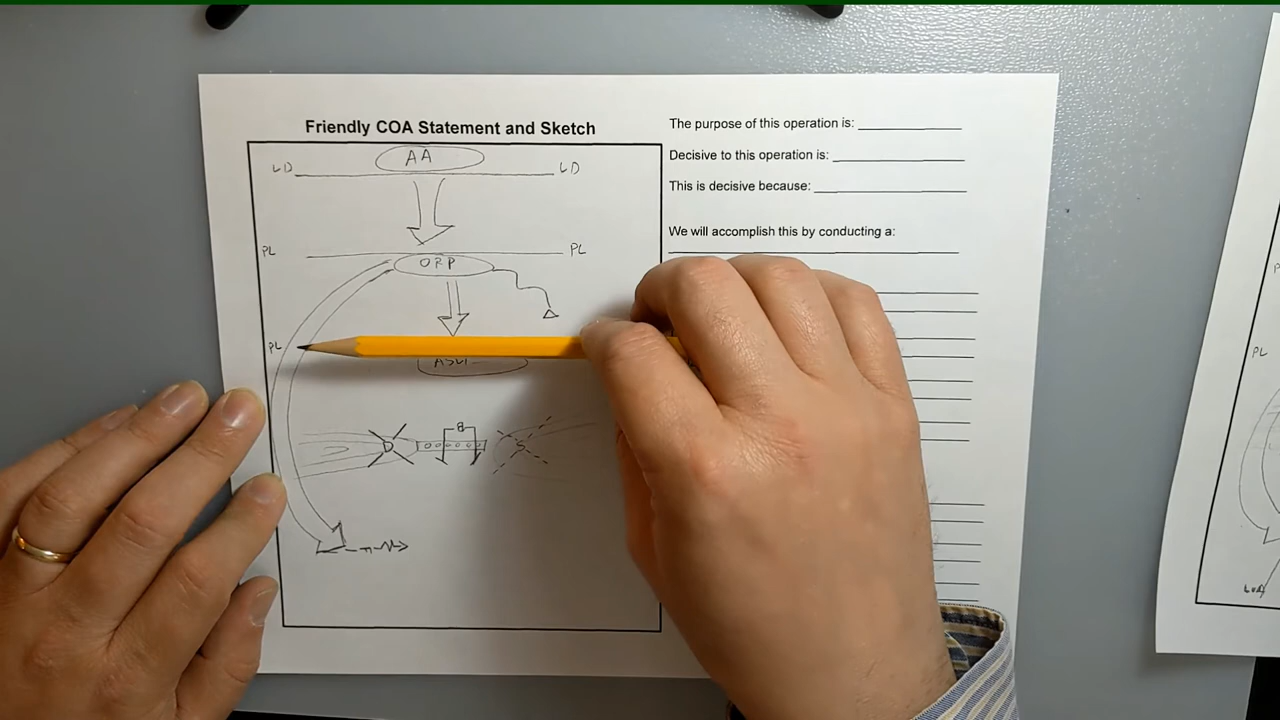 Friendly COA Statement and Sketch
AA
LD LD
PL PL
ORP
PL
B
D S
The purpose of this operation is:
Decisive to this operation is:
This is decisive because:
We will accomplish this by conducting a:
PL